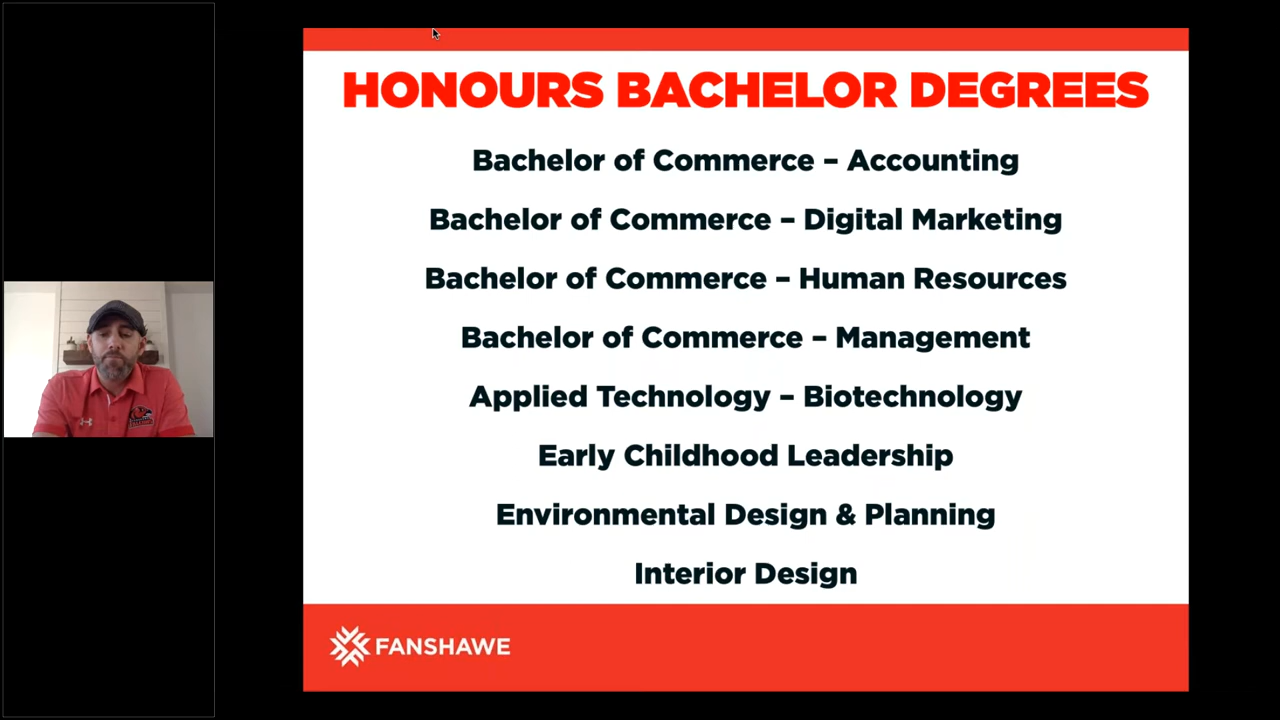 HONOURS BACHELOR DEGREES
Bachelor of Commerce – Accounting
Bachelor of Commerce – Digital Marketing
Bachelor of Commerce – Human Resources
Bachelor of Commerce – Management
Applied Technology – Biotechnology
Early Childhood Leadership
Environmental Design & Planning
Interior Design
FANSHAWE